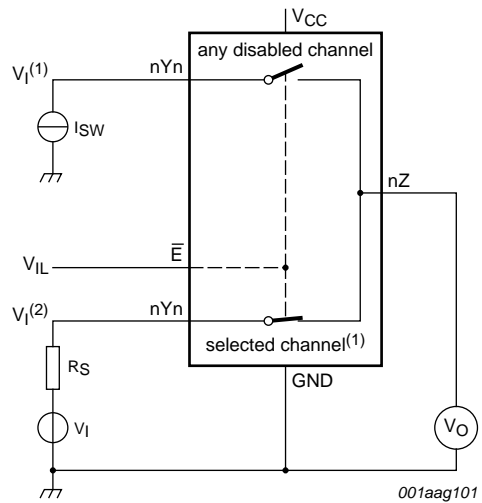 VCC
any disabled channel
VI(1)
nYn
ISW
nZ
VIL
E
VI(2)
nYn
selected channel(1)
RS
GND
VI
VO
001aag101